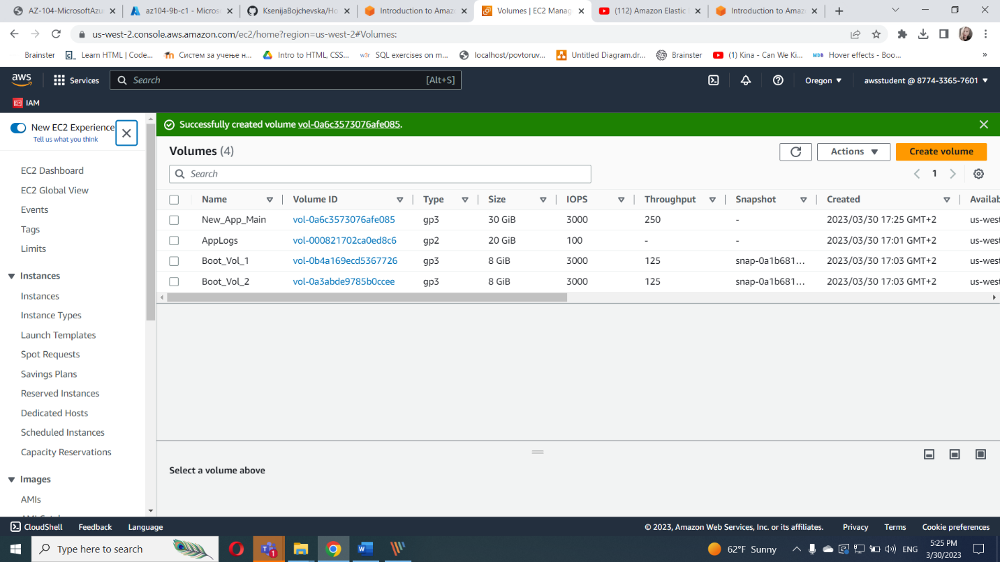 AZ-104-MicrosoftAzu
az104-9b-c1 - Micros
KsenijaBojchevska/Ho
Introduction to Amaz
Volumes | EC2 Manag
(112) Amazon Elastic
Introduction to Amaz
us-west-2.console.aws.amazon.com/ec2/home?region=us-west-2#Volumes:
Brainster
Learn HTML | Code...
Систем за учење н...
Intro to HTML, CSS...
w3r SQL exercises on m...
localhost/povtoruv...
Untitled Diagram.dr...
Brainster
(1) Kina - Can We Ki...
MDB Hover effects - Boo...
»
aws
Services
Search [Alt+S]
Oregon
awsstudent @ 8774-3365-7601
IAM
New EC2 Experience
Tell us what you think
EC2 Dashboard
EC2 Global View
Events
Tags
Limits
Instances
Instances
Instance Types
Launch Templates
Spot Requests
Savings Plans
Reserved Instances
Dedicated Hosts
Scheduled Instances
Capacity Reservations
Images
AMIs
Successfully created volume vol-0a6c3573076afe085.
Volumes (4)
Actions
Create volume
Search
1
Name Volume ID Type Size IOPS Throughput Snapshot Created Availab
New_App_Main vol-0a6c3573076afe085 gp3 30 GiB 3000 250 - 2023/03/30 17:25 GMT+2 us-west
AppLogs vol-000821702ca0ed8c6 gp2 20 GiB 100 - - 2023/03/30 17:01 GMT+2 us-west
Boot_Vol_1 vol-0b4a169ecd5367726 gp3 8 GiB 3000 125 snap-0a1b681... 2023/03/30 17:03 GMT+2 us-west
Boot_Vol_2 vol-0a3abde9785b0ccee gp3 8 GiB 3000 125 snap-0a1b681... 2023/03/30 17:03 GMT+2 us-west
Select a volume above
CloudShell Feedback Language
© 2023, Amazon Web Services, Inc. or its affiliates. Privacy Terms Cookie preferences
Type here to search
1
62°F Sunny
ENG
5:25 PM
3/30/2023